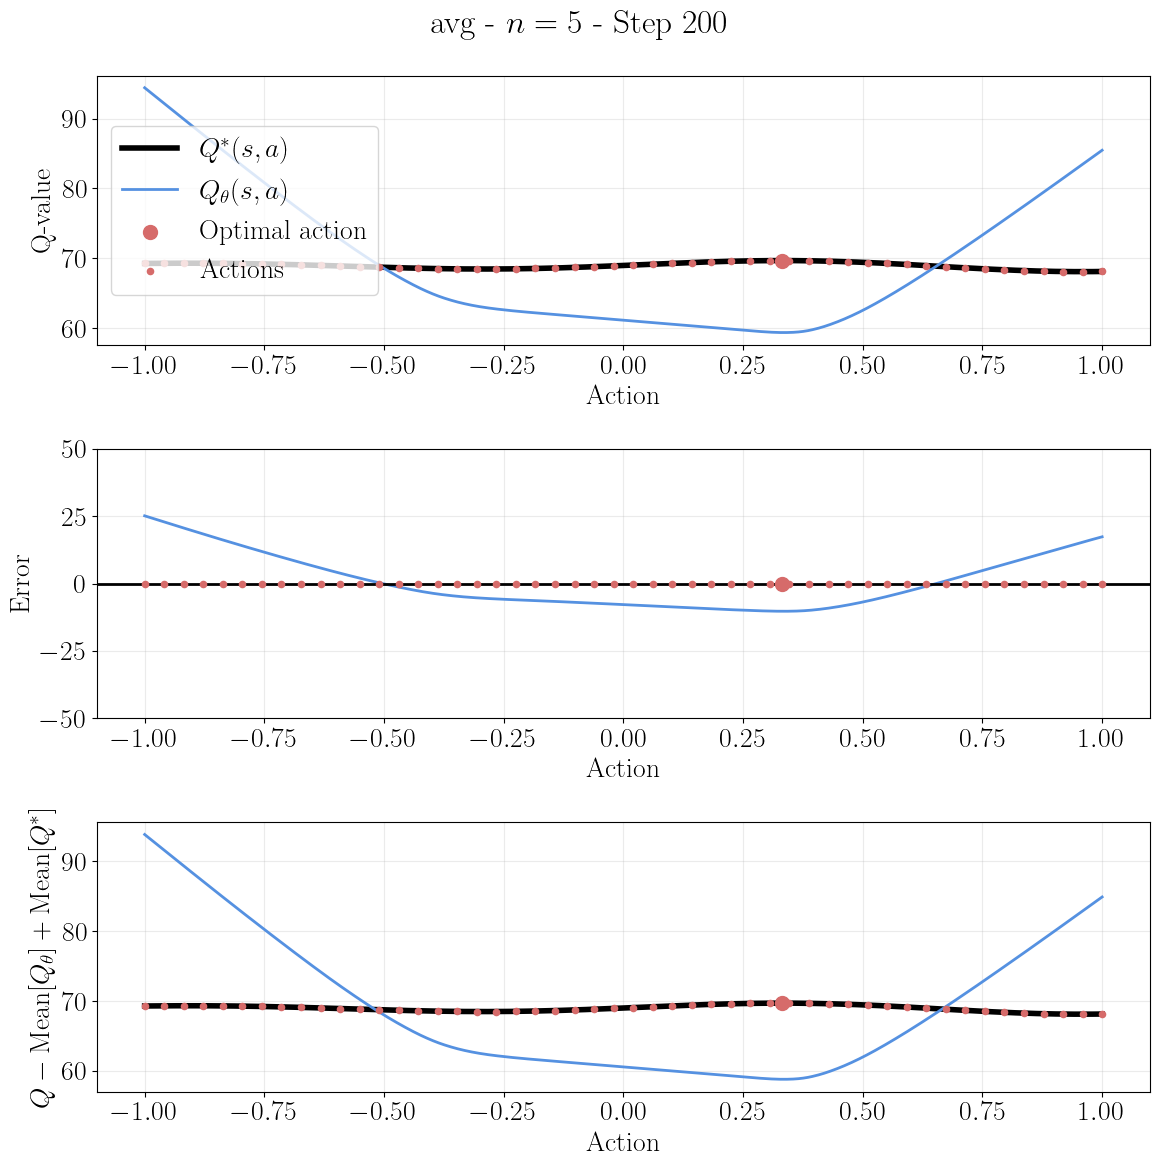 avg - n = 5 - Step 200
Q-value
90
80
70
60
Q*(s, a)
Qθ(s, a)
Optimal action
Actions
−1.00 −0.75 −0.50 −0.25 0.00 0.25 0.50 0.75 1.00
Action
Error
50
25
0
−25
−50
−1.00 −0.75 −0.50 −0.25 0.00 0.25 0.50 0.75 1.00
Action
Q − Mean[Qθ] + Mean[Q*]
90
80
70
60
−1.00 −0.75 −0.50 −0.25 0.00 0.25 0.50 0.75 1.00
Action